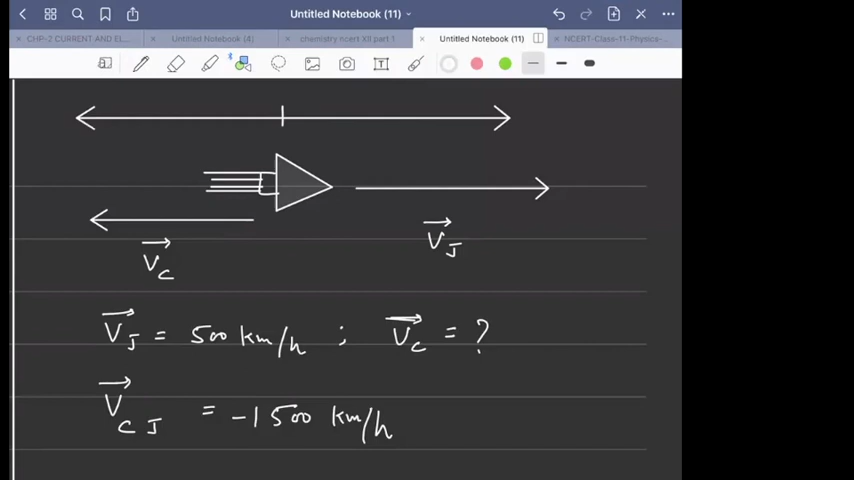 Untitled Notebook (11)
CHP-2 CURRENT AND EL...
Untitled Notebook (4)
chemistry ncert XII part 1
Untitled Notebook (11)
NCERT-Class-11-Physics-...
V_C
V_J
V_J = 500 km/h ; V_C = ?
V_CJ = -1500 km/h